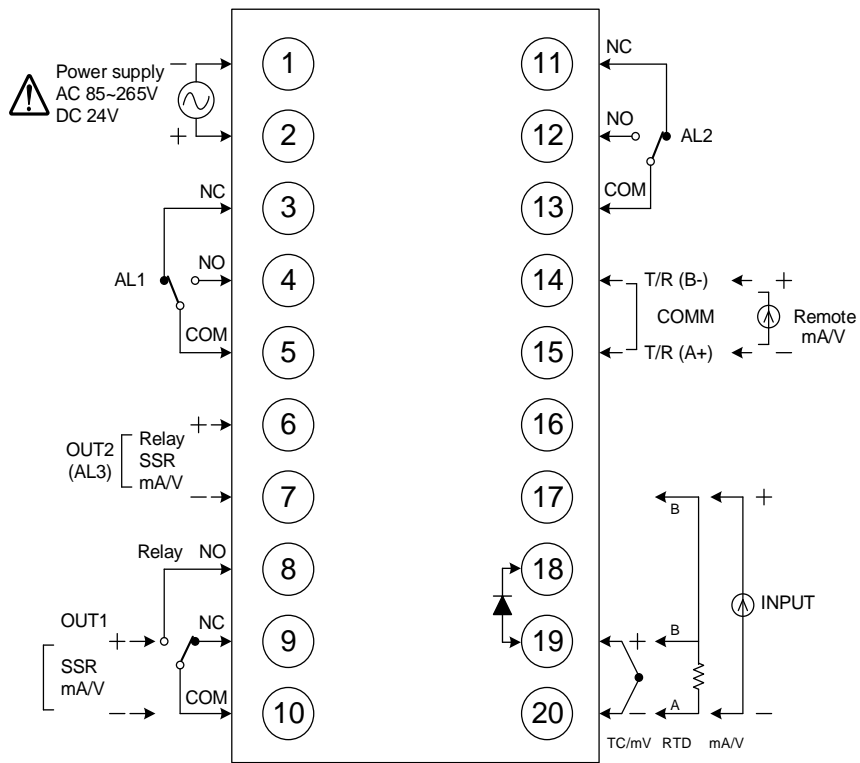 Power supply
AC 85~265V
DC 24V
−
+
1
2
NC
3
AL1
NO
4
COM
5
OUT2
(AL3)
Relay
SSR
mA/V
+
6
−
7
Relay
NO
8
OUT1
+
NC
9
SSR
mA/V
−
COM
10
NC
11
NO
12
AL2
COM
13
14
T/R (B-)
+
COMM
Remote
mA/V
15
T/R (A+)
−
16
17
B
+
18
INPUT
19
+
B
20
−
A
−
TC/mV
RTD
mA/V